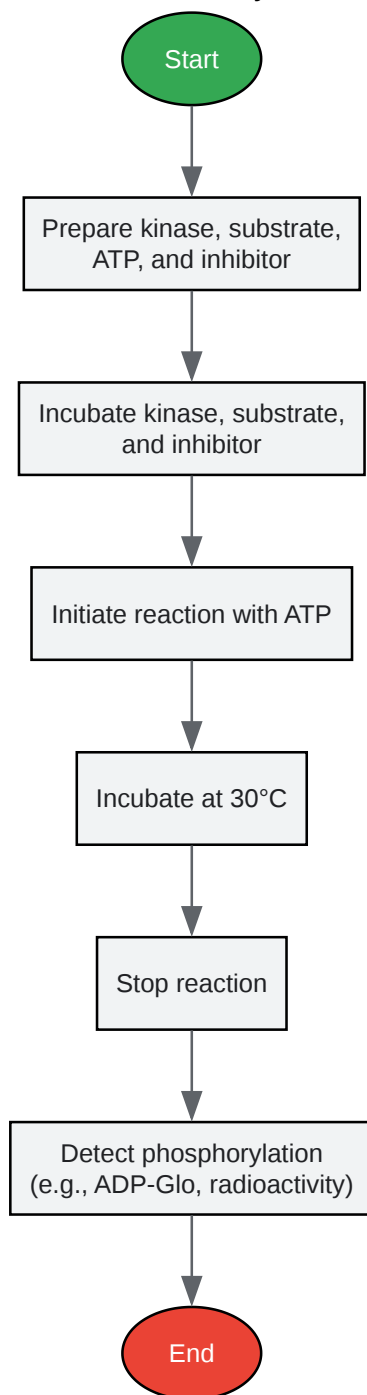 Start
Prepare kinase, substrate,
ATP, and inhibitor
Incubate kinase, substrate,
and inhibitor
Initiate reaction with ATP
Incubate at 30°C
Stop reaction
Detect phosphorylation
(e.g., ADP-Glo, radioactivity)
End